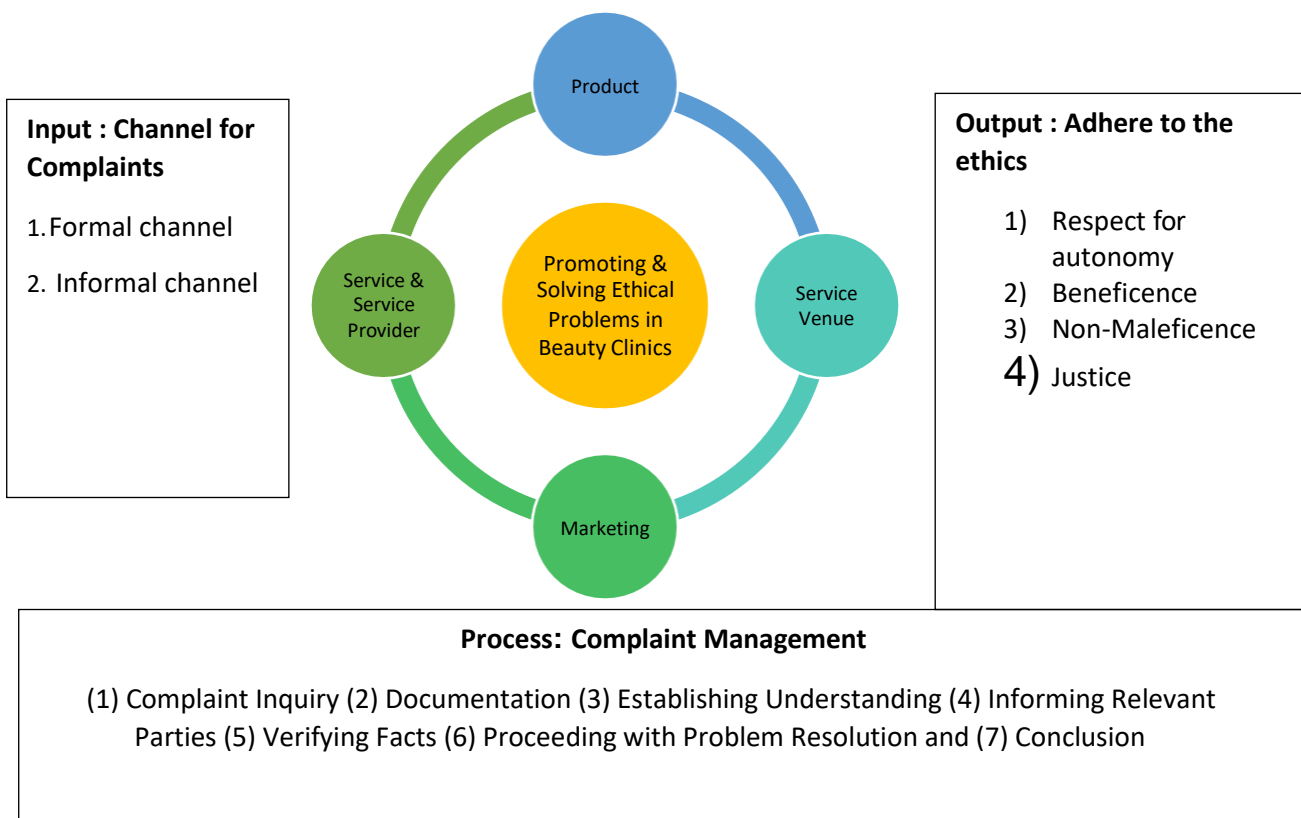 Product
Input : Channel for
Complaints
1. Formal channel
2. Informal channel
Service &
Service
Provider
Promoting &
Solving Ethical
Problems in
Beauty Clinics
Service
Venue
Marketing
Output : Adhere to the
ethics
1) Respect for
autonomy
2) Beneficence
3) Non-Maleficence
4) Justice
Process: Complaint Management
(1) Complaint Inquiry (2) Documentation (3) Establishing Understanding (4) Informing Relevant
Parties (5) Verifying Facts (6) Proceeding with Problem Resolution and (7) Conclusion